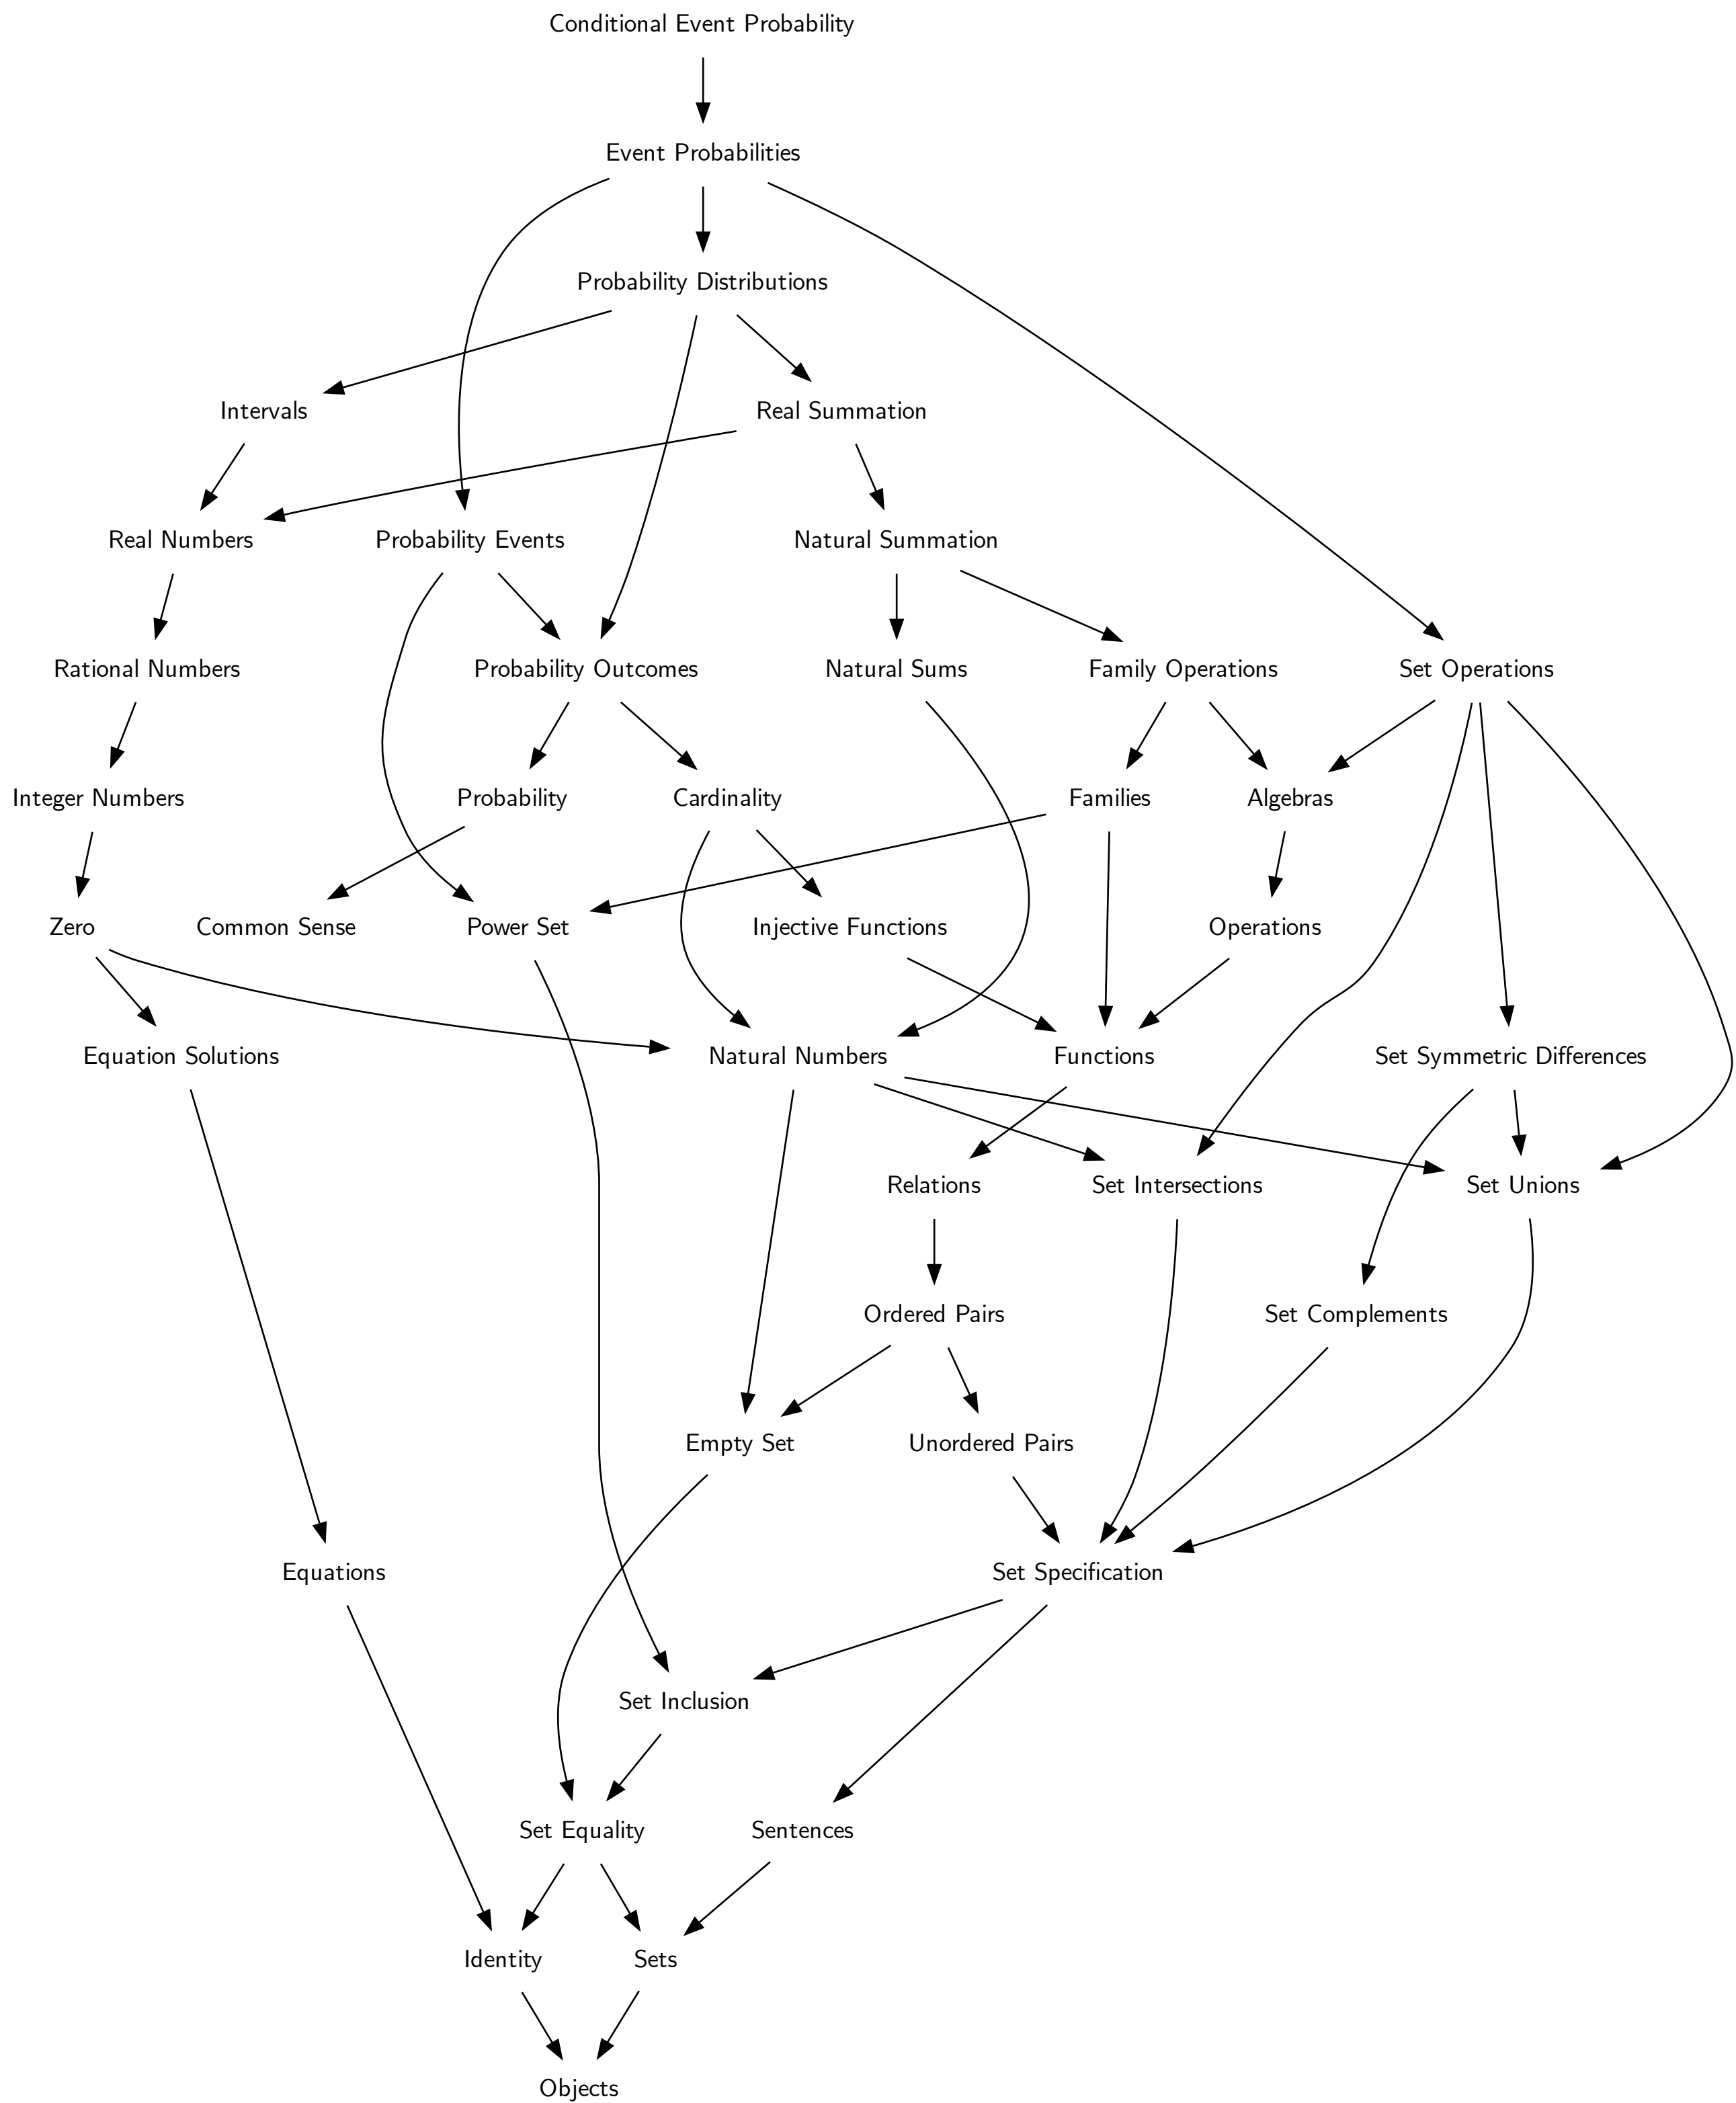 Conditional Event Probability
Event Probabilities
Probability Distributions
Intervals
Real Summation
Real Numbers
Probability Events
Natural Summation
Rational Numbers
Probability Outcomes
Natural Sums
Family Operations
Set Operations
Integer Numbers
Probability
Cardinality
Families
Algebras
Zero
Common Sense
Power Set
Injective Functions
Operations
Equation Solutions
Natural Numbers
Functions
Set Symmetric Differences
Relations
Set Intersections
Set Unions
Ordered Pairs
Set Complements
Empty Set
Unordered Pairs
Equations
Set Specification
Set Inclusion
Set Equality
Sentences
Identity
Sets
Objects